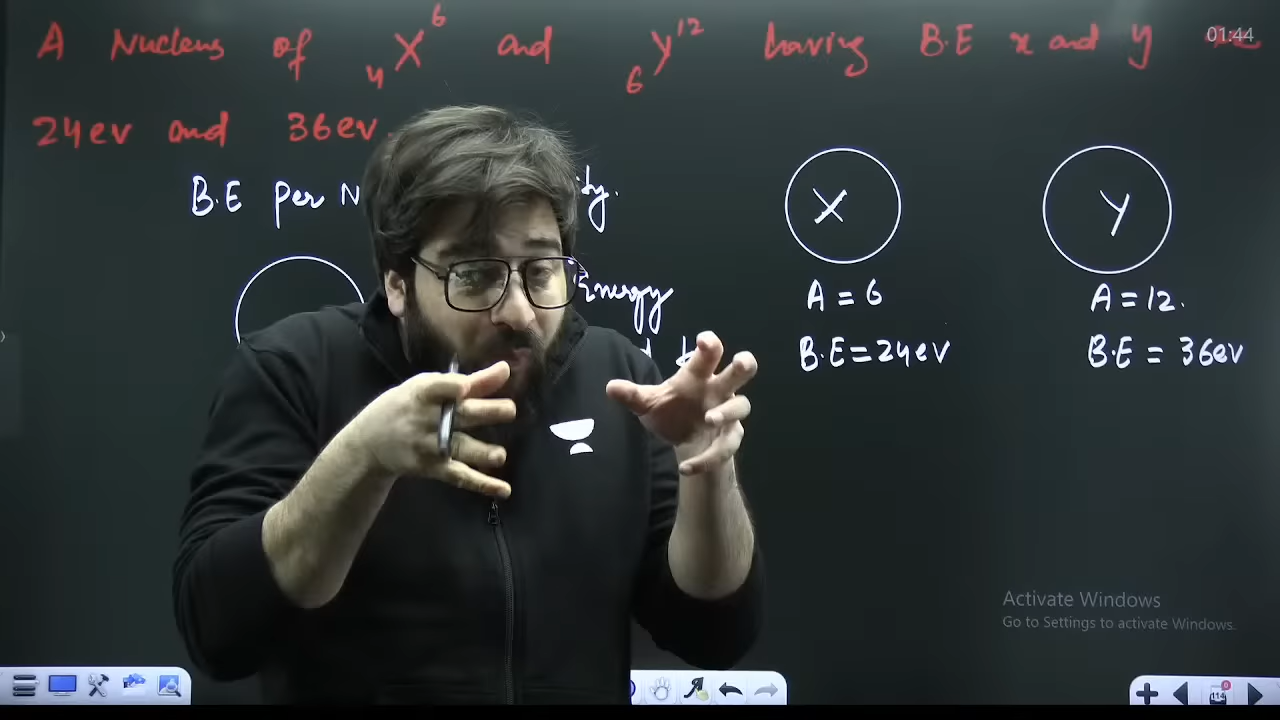 A Nucleus of ₄X⁶ and ₆Y¹² having B.E x and y
01:44
24ev and 36ev.
B.E Per
X
Y
Energy
A = 6
A = 12.
B.E = 24ev
B.E = 36ev
Activate Windows
Go to Settings to activate Windows.
114